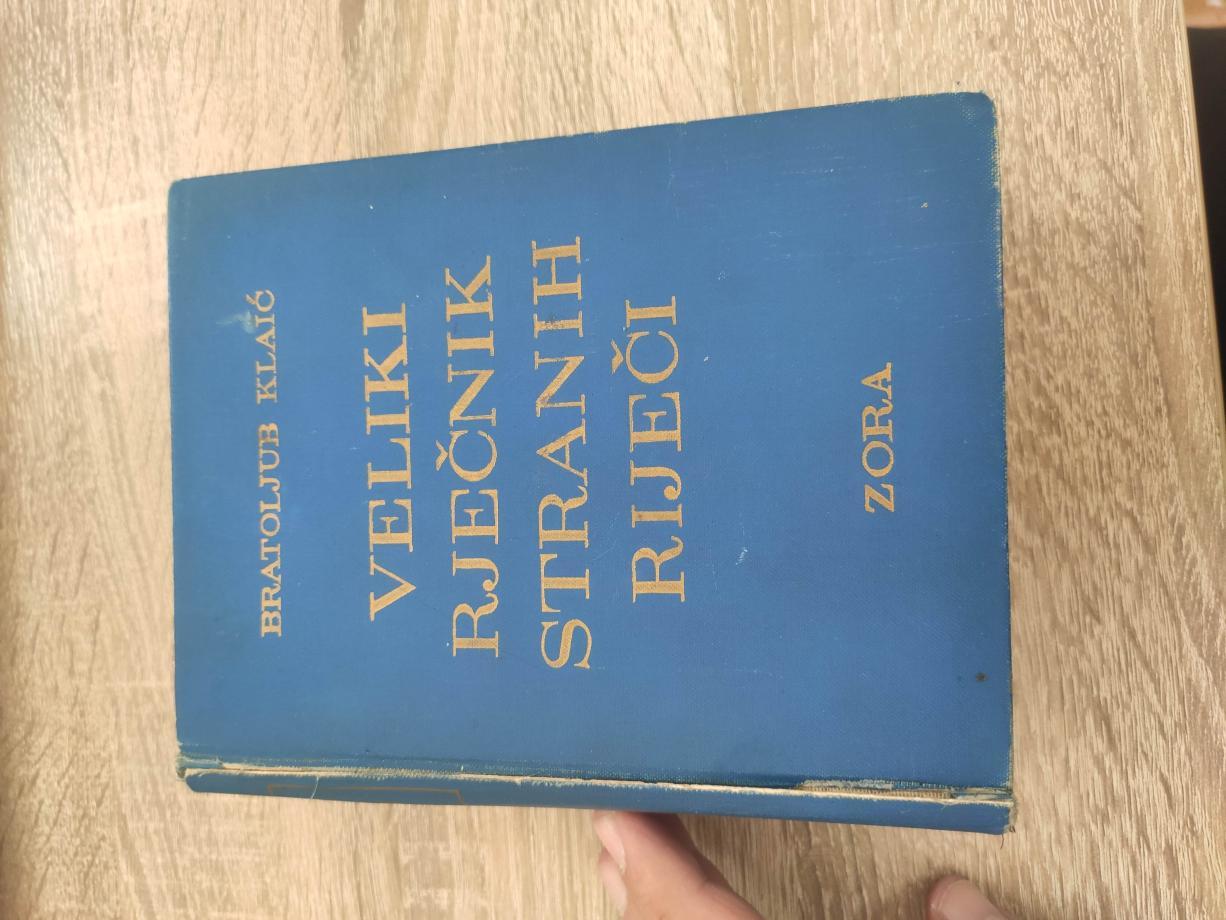 BRATOLJUB KLAIĆ
VELIKI
RJEČNIK
STRANIH
RIJEČI
ZORA